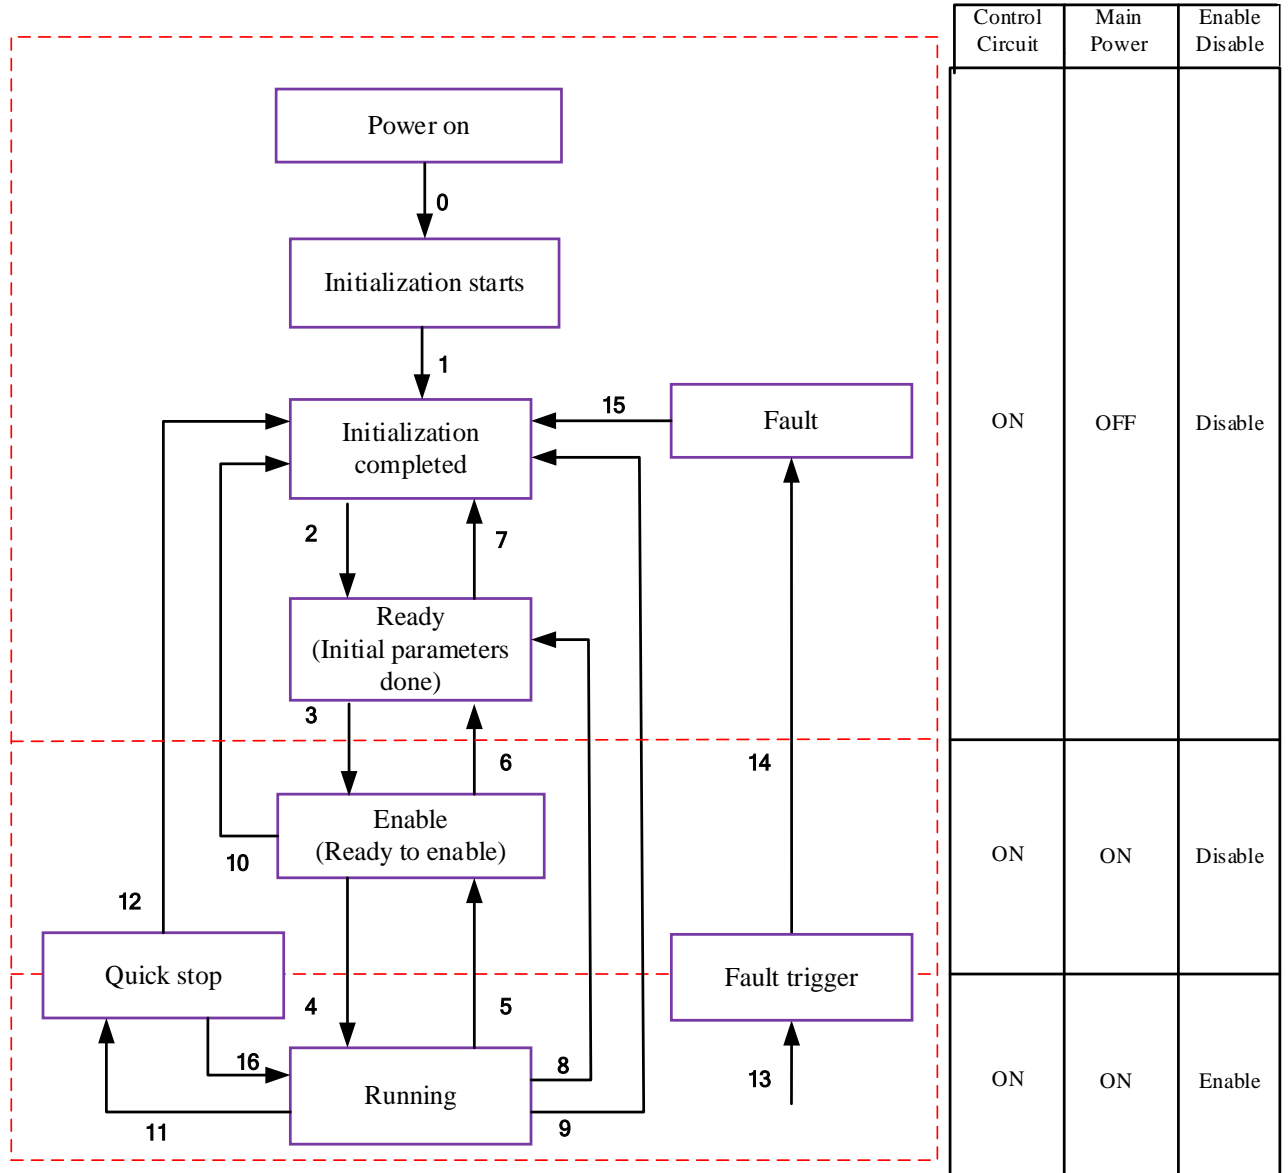 Control
Circuit
Main
Power
Enable
Disable
Power on
0
Initialization starts
1
15
Fault
Initialization
completed
ON
OFF
Disable
2
7
Ready
(Initial parameters
done)
3
6
14
Enable
(Ready to enable)
10
ON
ON
Disable
12
Quick stop
Fault trigger
4
5
16
8
13
Running
ON
ON
Enable
11
9